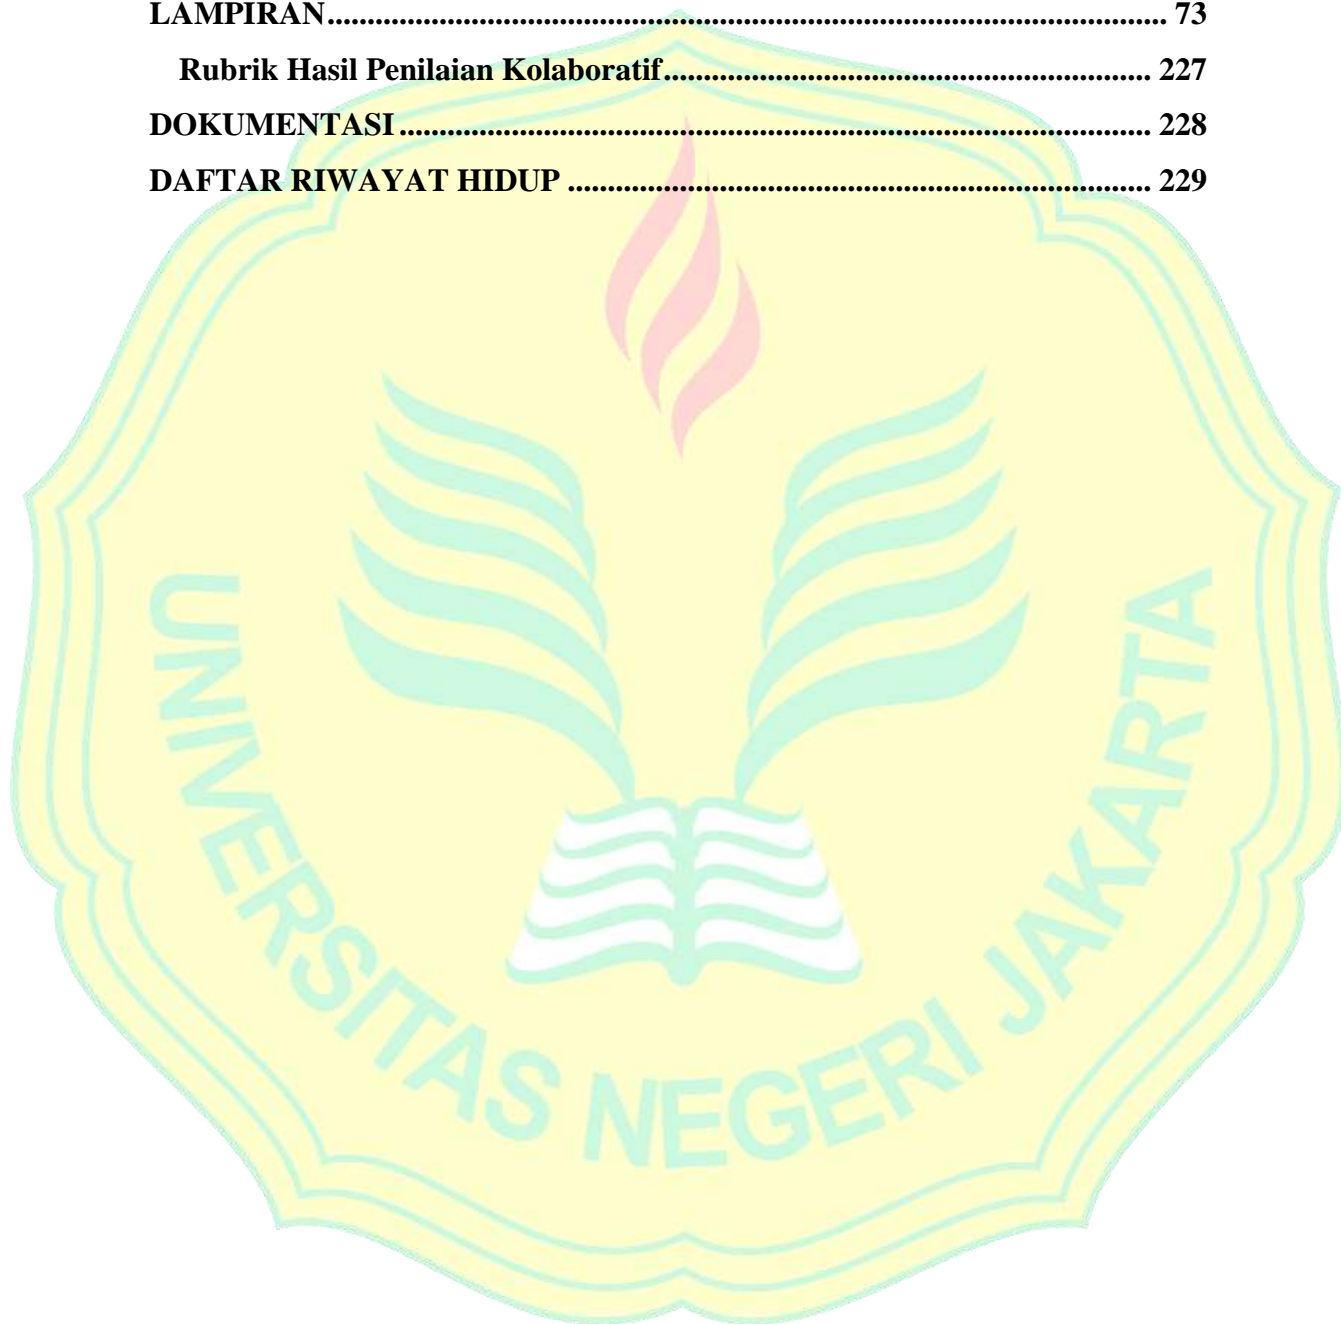 LAMPIRAN.......................................................................................................... 73
Rubrik Hasil Penilaian Kolaboratif............................................................. 227
DOKUMENTASI............................................................................................... 228
DAFTAR RIWAYAT HIDUP .......................................................................... 229
UNIVERSITAS NEGERI JAKARTA